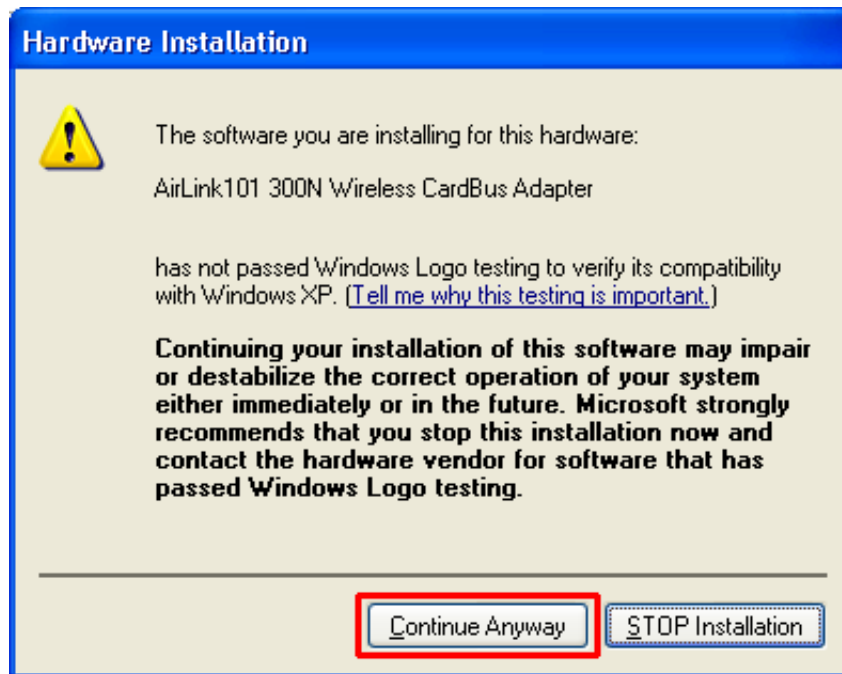 Hardware Installation
The software you are installing for this hardware:
AirLink101 300N Wireless CardBus Adapter
has not passed Windows Logo testing to verify its compatibility
with Windows XP. (Tell me why this testing is important.)
Continuing your installation of this software may impair
or destabilize the correct operation of your system
either immediately or in the future. Microsoft strongly
recommends that you stop this installation now and
contact the hardware vendor for software that has
passed Windows Logo testing.
Continue Anyway
STOP Installation